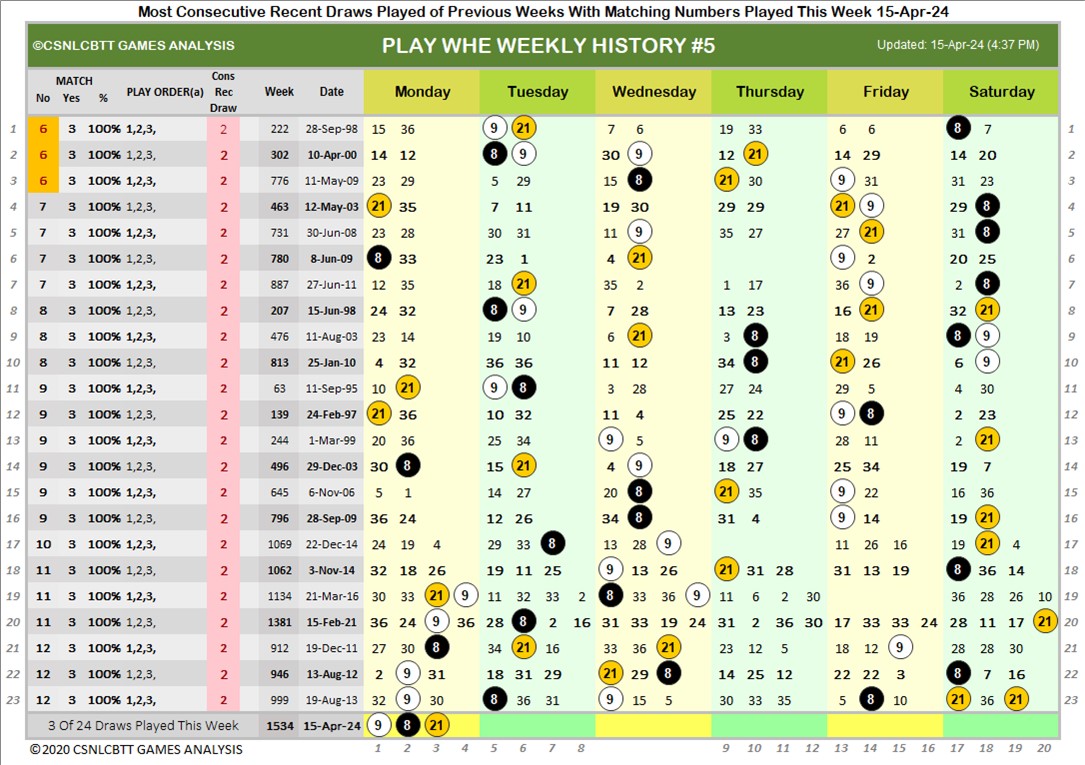 Most Consecutive Recent Draws Played of Previous Weeks With Matching Numbers Played This Week 15-Apr-24
©CSNLCBTT GAMES ANALYSIS PLAY WHE WEEKLY HISTORY #5 Updated: 15-Apr-24 (4:37 PM)
MATCH Cons
No Yes % PLAY ORDER(a) Rec Week Date Monday Tuesday Wednesday Thursday Friday Saturday
Draw
1 6 3 100% 1,2,3, 2 222 28-Sep-98 15 36 9 21 7 6 19 33 6 6 8 7 1
2 6 3 100% 1,2,3, 2 302 10-Apr-00 14 12 8 9 30 9 12 21 14 29 14 20 2
3 6 3 100% 1,2,3, 2 776 11-May-09 23 29 5 29 15 8 21 30 9 31 31 23 3
4 7 3 100% 1,2,3, 2 463 12-May-03 21 35 7 11 19 30 29 29 21 9 29 8 4
5 7 3 100% 1,2,3, 2 731 30-Jun-08 23 28 30 31 11 9 35 27 27 21 31 8 5
6 7 3 100% 1,2,3, 2 780 8-Jun-09 8 33 23 1 4 21 9 2 20 25 6
7 7 3 100% 1,2,3, 2 887 27-Jun-11 12 35 18 21 35 2 1 17 36 9 2 8 7
8 8 3 100% 1,2,3, 2 207 15-Jun-98 24 32 8 9 7 28 13 23 16 21 32 21 8
9 8 3 100% 1,2,3, 2 476 11-Aug-03 23 14 19 10 6 21 3 8 18 19 8 9 9
10 8 3 100% 1,2,3, 2 813 25-Jan-10 4 32 36 36 11 12 34 8 21 26 6 9 10
11 9 3 100% 1,2,3, 2 63 11-Sep-95 10 21 9 8 3 28 27 24 29 5 4 30 11
12 9 3 100% 1,2,3, 2 139 24-Feb-97 21 36 10 32 11 4 25 22 9 8 2 23 12
13 9 3 100% 1,2,3, 2 244 1-Mar-99 20 36 25 34 9 5 9 8 28 11 2 21 13
14 9 3 100% 1,2,3, 2 496 29-Dec-03 30 8 15 21 4 9 18 27 25 34 19 7 14
15 9 3 100% 1,2,3, 2 645 6-Nov-06 5 1 14 27 20 8 21 35 9 22 16 36 15
16 9 3 100% 1,2,3, 2 796 28-Sep-09 36 24 12 26 34 8 31 4 9 14 19 21 16
17 10 3 100% 1,2,3, 2 1069 22-Dec-14 24 19 4 29 33 8 13 28 9 11 26 16 19 21 4 17
18 11 3 100% 1,2,3, 2 1062 3-Nov-14 32 18 26 19 11 25 9 13 26 21 31 28 31 13 19 8 36 14 18
19 11 3 100% 1,2,3, 2 1134 21-Mar-16 30 33 21 9 11 32 33 2 8 33 36 9 11 6 2 30 36 28 26 10 19
20 11 3 100% 1,2,3, 2 1381 15-Feb-21 36 24 9 36 28 8 2 16 31 33 19 24 31 2 36 30 17 33 33 24 28 11 17 21 20
21 12 3 100% 1,2,3, 2 912 19-Dec-11 27 30 8 34 21 16 33 36 21 23 12 5 18 12 9 28 28 30 21
22 12 3 100% 1,2,3, 2 946 13-Aug-12 2 9 31 18 31 29 21 29 8 14 25 12 22 22 3 8 7 16 22
23 12 3 100% 1,2,3, 2 999 19-Aug-13 32 9 30 8 36 31 9 15 5 30 33 35 5 8 10 21 36 21 23
3 Of 24 Draws Played This Week 1534 15-Apr-24 9 8 21
©2020 CSNLCBTT GAMES ANALYSIS 1 2 3 4 5 6 7 8 9 10 11 12 13 14 15 16 17 18 19 20